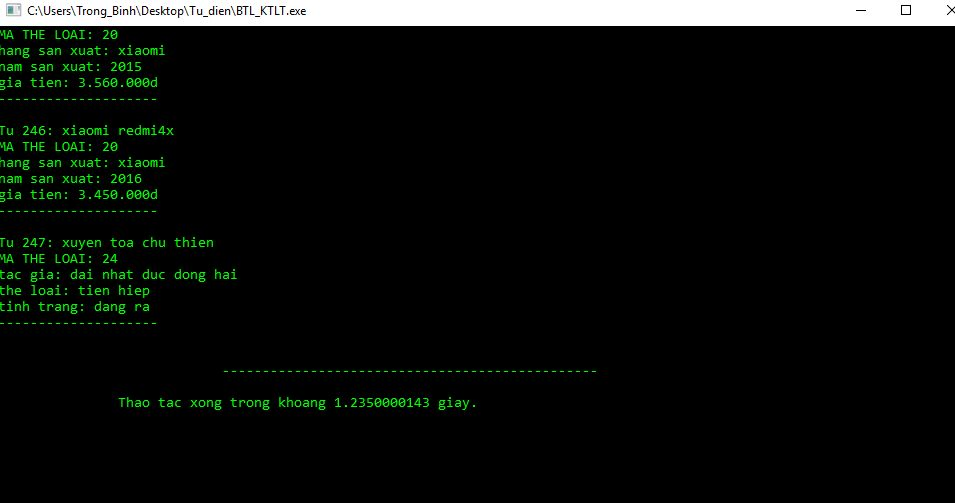 C:\Users\Trong_Binh\Desktop\Tu_dien\BTL_KTLT.exe
MA THE LOAI: 20
hang san xuat: xiaomi
nam san xuat: 2015
gia tien: 3.560.000d
--------------------
Tu 246: xiaomi redmi4x
MA THE LOAI: 20
hang san xuat: xiaomi
nam san xuat: 2016
gia tien: 3.450.000d
--------------------
Tu 247: xuyen toa chu thien
MA THE LOAI: 24
tac gia: dai nhat duc dong hai
the loai: tien hiep
tinh trang: dang ra
--------------------
-----------------------------------------------
Thao tac xong trong khoang 1.2350000143 giay.